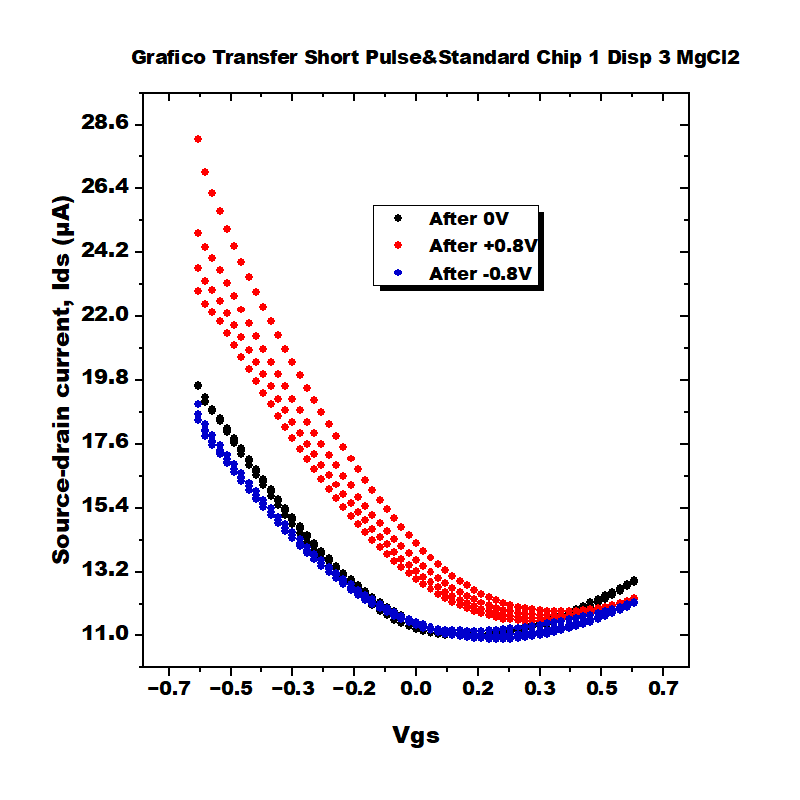 Grafico Transfer Short Pulse&Standard Chip 1 Disp 3 MgCl2
28.6
26.4
24.2
22.0
19.8
17.6
15.4
13.2
11.0
Source-drain current, Ids (µA)
After 0V
After +0.8V
After -0.8V
−0.7 −0.5 −0.3 −0.2 0.0 0.2 0.3 0.5 0.7
Vgs